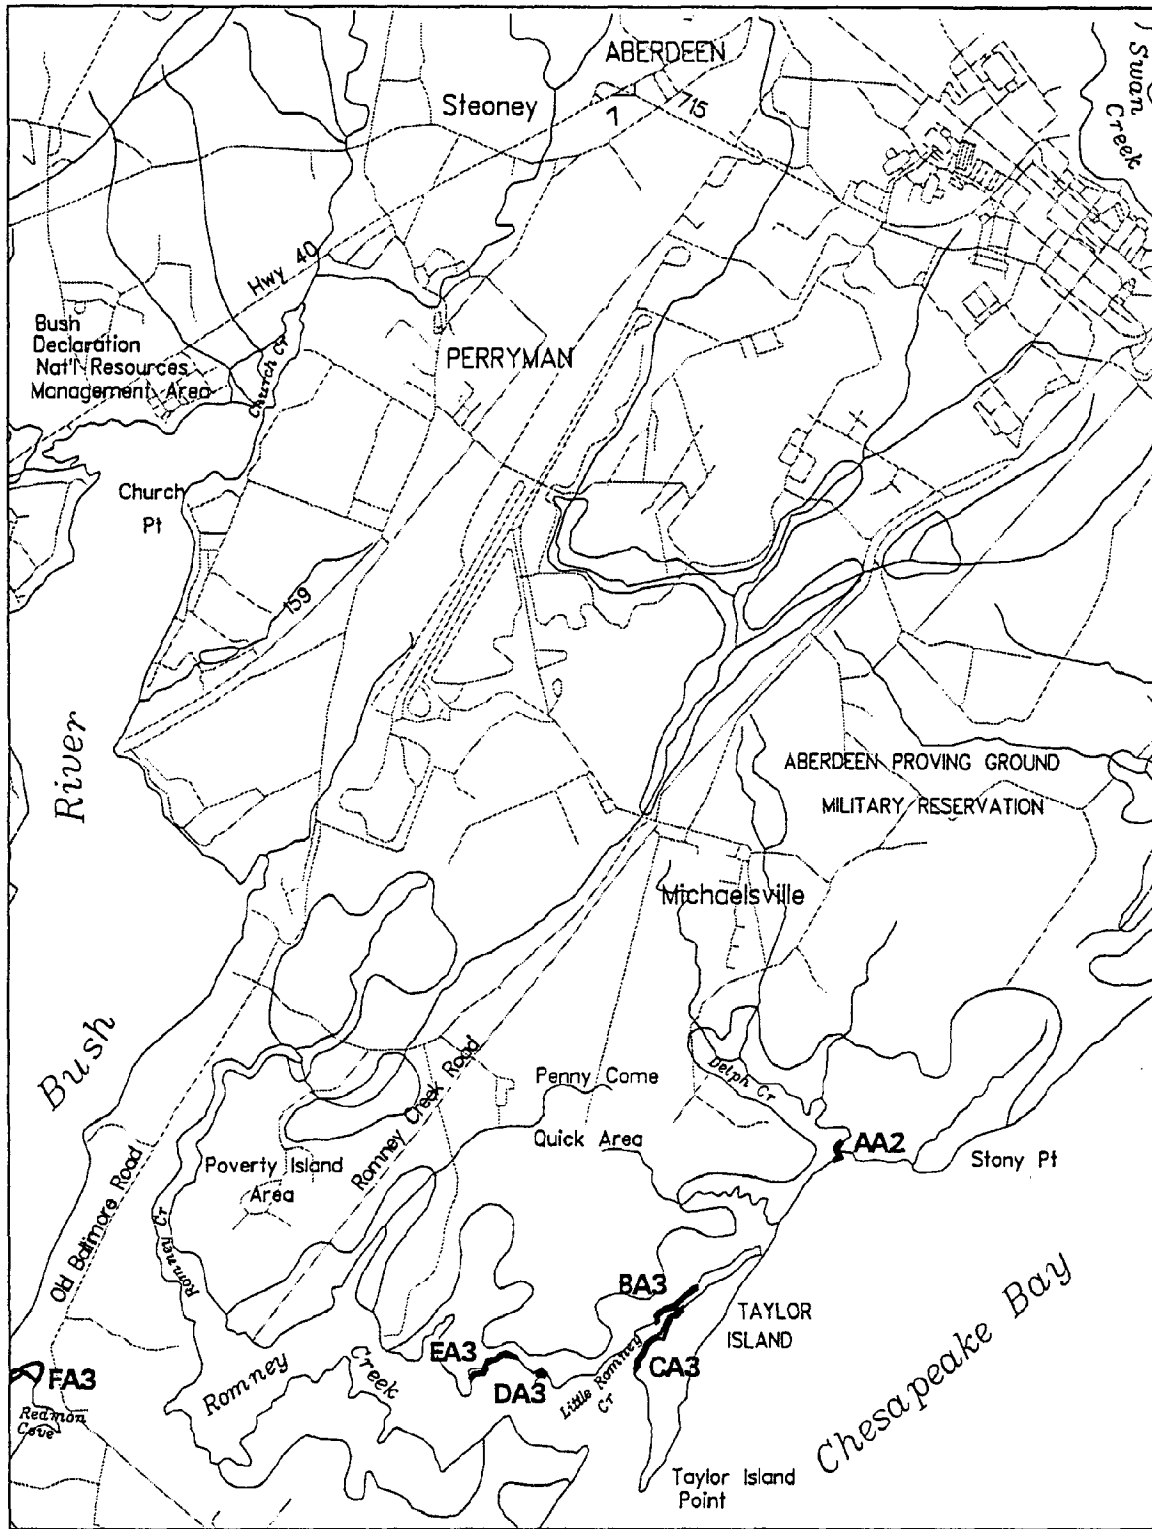 ABERDEEN
Steoney
7
715
Swan
Creek
Hwy 40
Bush
Declaration
Nat'l Resources
Management Area
Church Cr
PERRYMAN
Church
Pt
159
River
Bush
ABERDEEN PROVING GROUND
MILITARY RESERVATION
Michaelsville
Delph Cr
Penny Come
Quick Area
Romney Creek Road
Poverty Island
Area
Old Baltimore Road
Romney Cr
AA2
Stony Pt
BA3
TAYLOR
ISLAND
EA3
DA3
CA3
Little Romney
Cr
Romney
Creek
FA3
Redmon
Cove
Taylor Island
Point
Chesapeake Bay